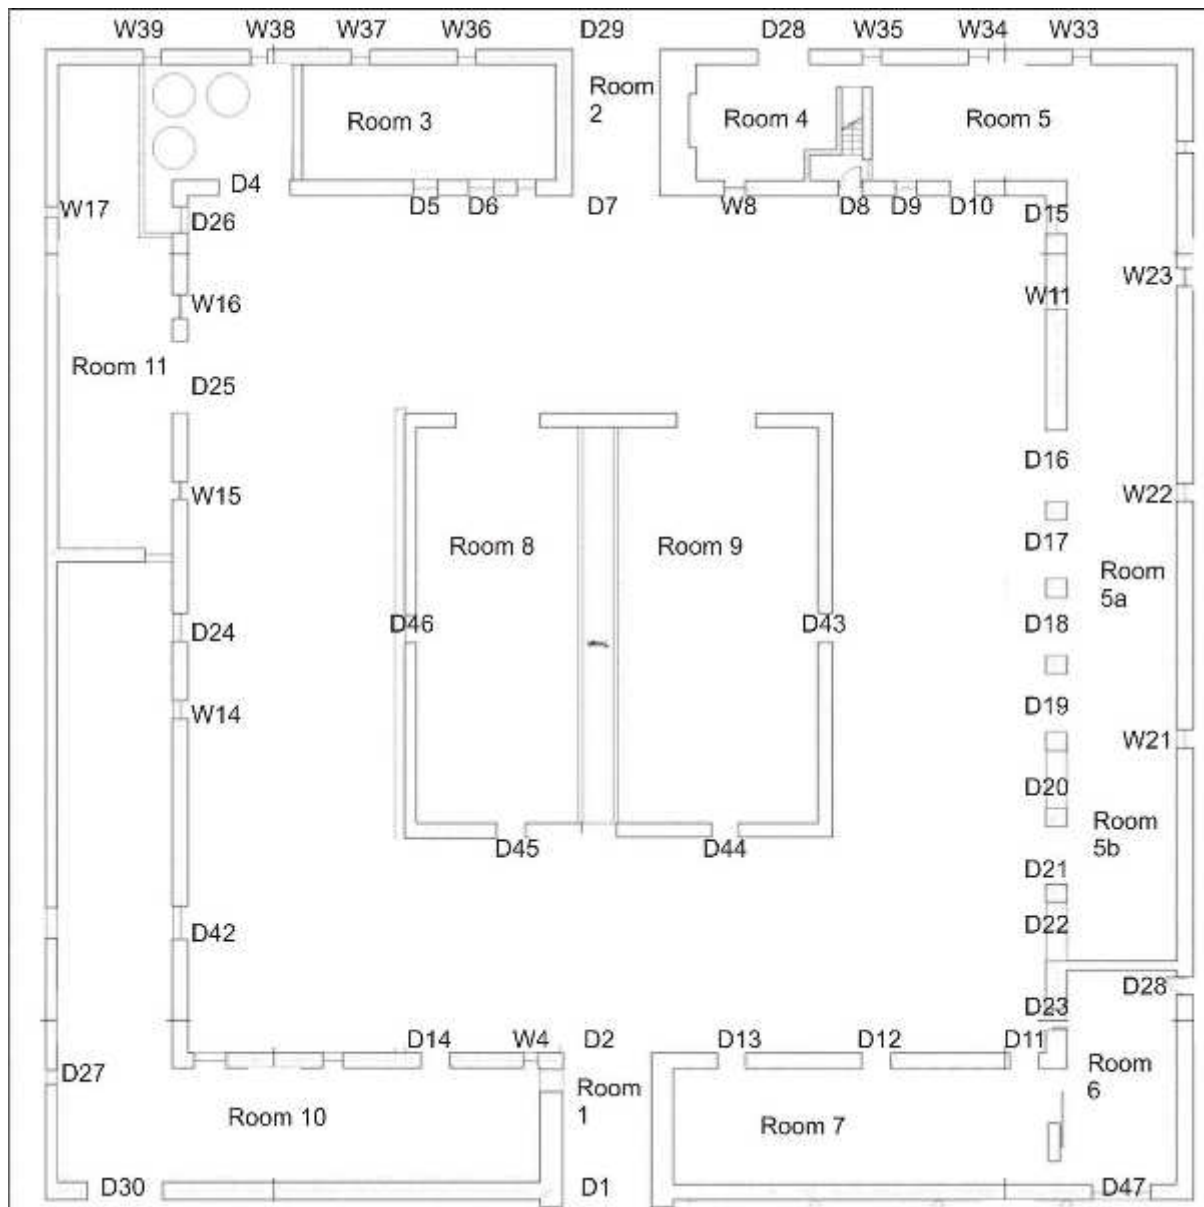 W39 W38 W37 W36 D29 D28 W35 W34 W33
Room
2
Room 3
Room 4
Room 5
D4
D5 D6 D7 W8 D8 D9 D10 D15
W17
D26
W23
W16
W11
Room 11
D25
D16
W15
W22
D17
Room 8
Room 9
Room
5a
D46
D43
D18
D24
W14
D19
W21
D20
Room
5b
D45
D44
D21
D22
D42
D28
D23
D14
W4
D2
D13
D12
D11
D27
Room
1
Room
6
Room 10
Room 7
D30
D1
D47